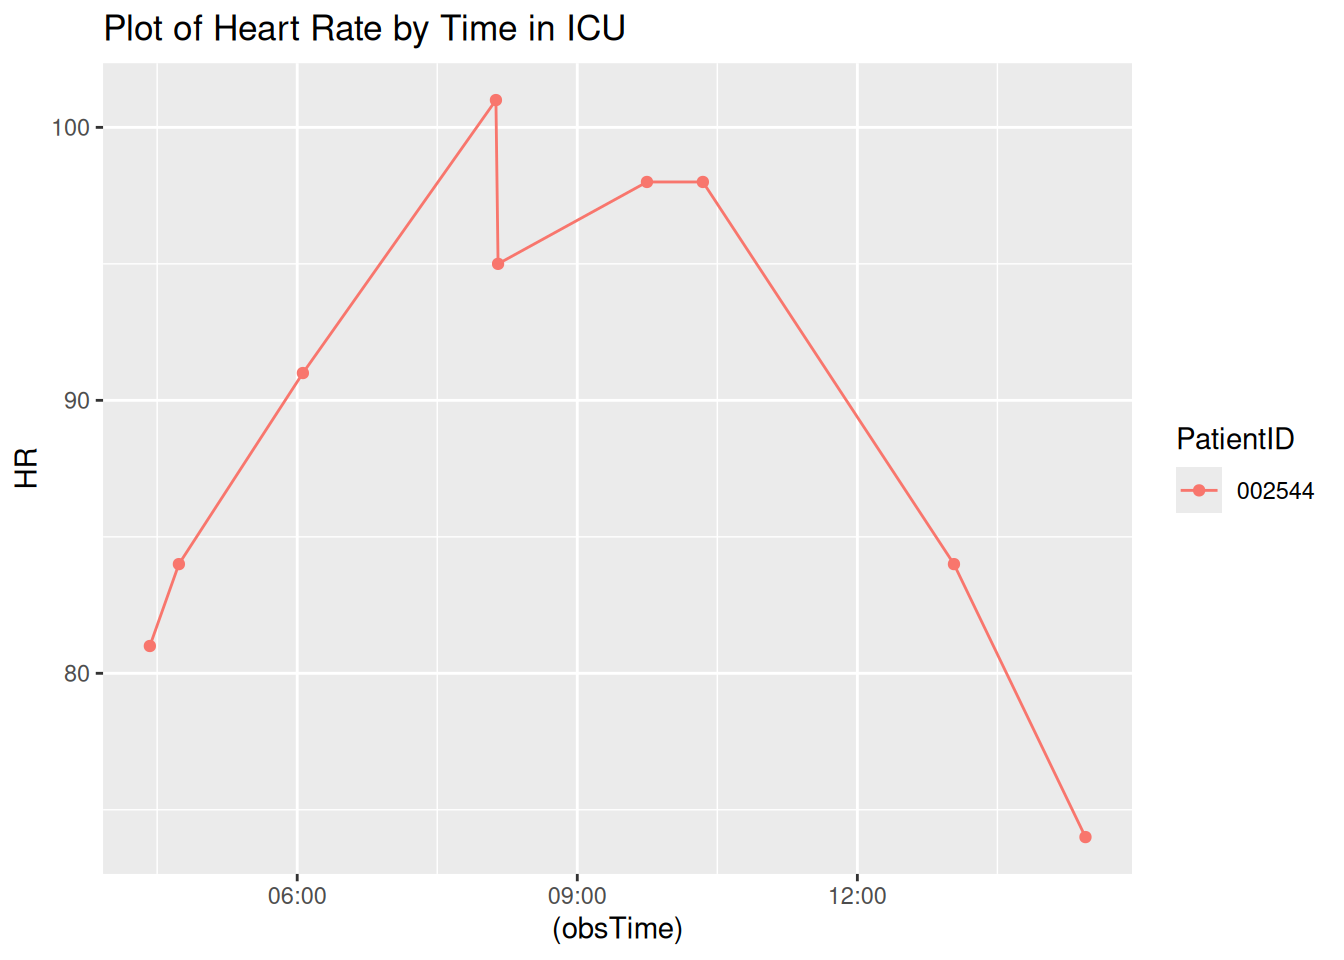 Plot of Heart Rate by Time in ICU
100
90
80
HR
06:00
09:00
12:00
(obsTime)
PatientID
002544